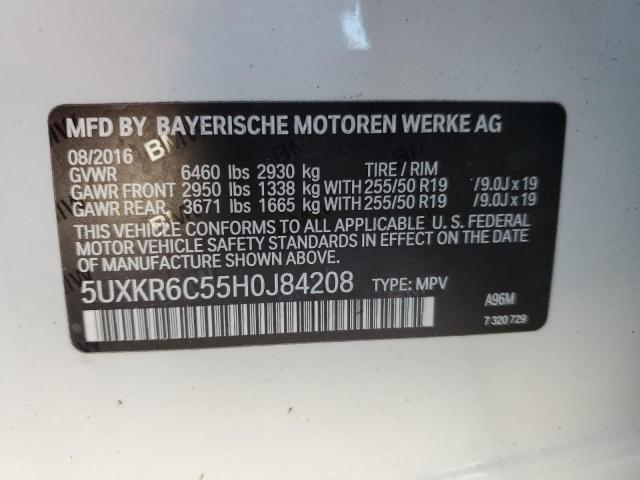 MFD BY BAYERISCHE MOTOREN WERKE AG
08/2016
GVWR 6460 lbs 2930 kg TIRE / RIM
GAWR FRONT 2950 lbs 1338 kg WITH 255/50 R19 /9.0J x 19
GAWR REAR 3671 lbs 1665 kg WITH 255/50 R19 /9.0J x 19
THIS VEHICLE CONFORMS TO ALL APPLICABLE U. S. FEDERAL
MOTOR VEHICLE SAFETY STANDARDS IN EFFECT ON THE DATE
OF MANUFACTURE SHOWN ABOVE.
5UXKR6C55H0J84208 TYPE: MPV
A96M
7 320 729